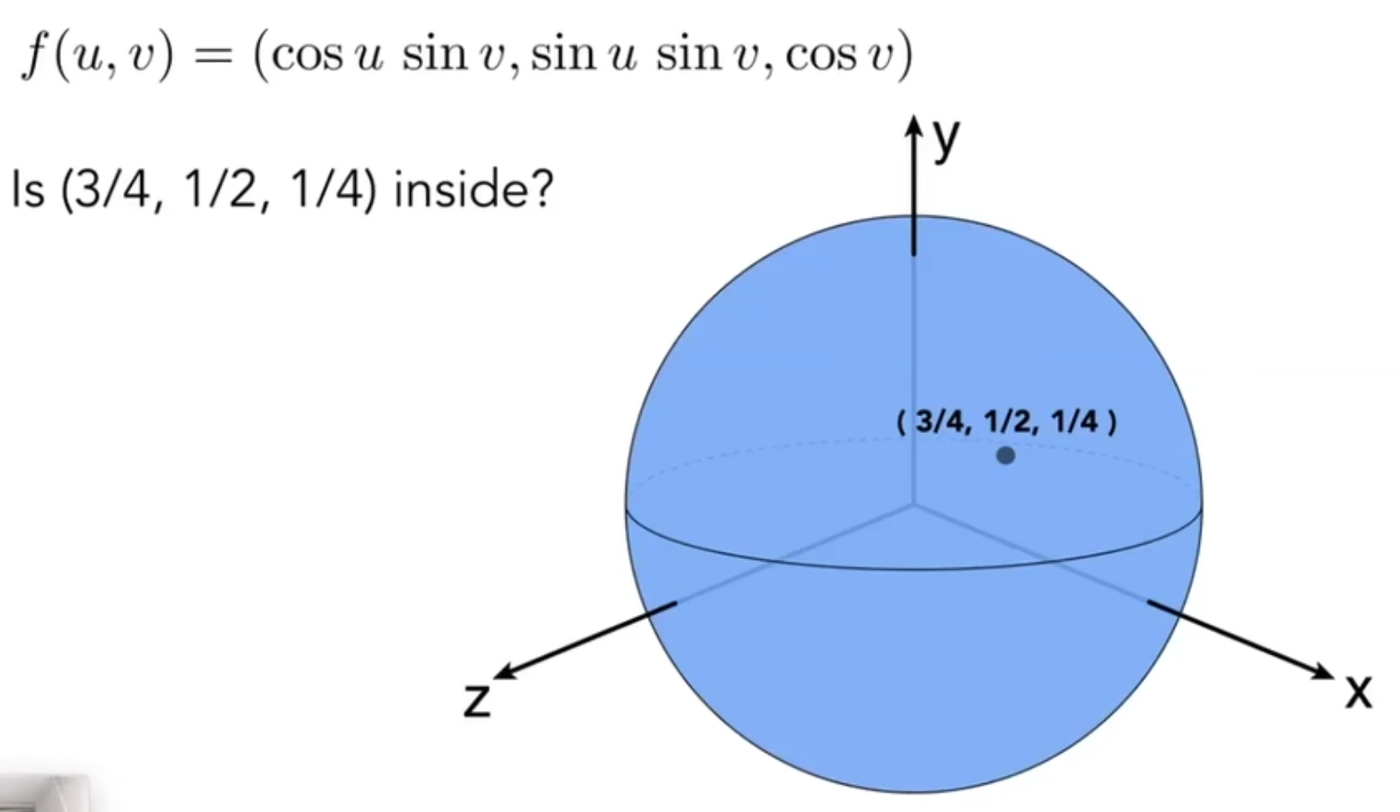 f(u, v) = (cos u sin v, sin u sin v, cos v)
Is (3/4, 1/2, 1/4) inside?
y
( 3/4, 1/2, 1/4 )
z
x